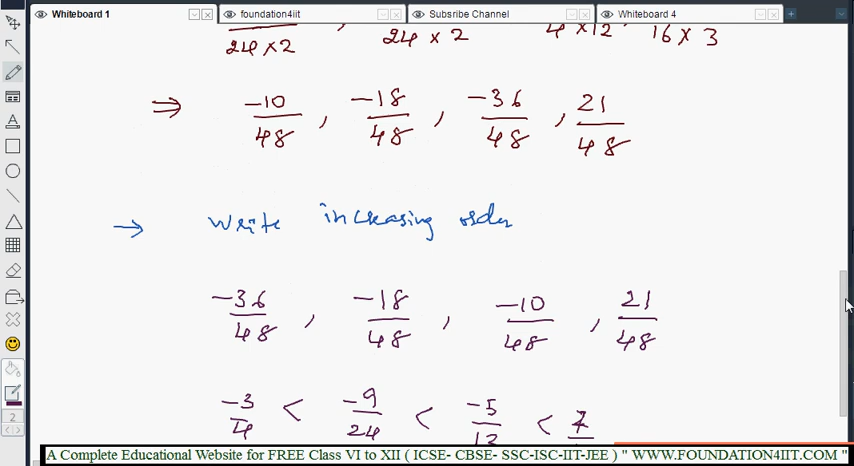 Whiteboard 1 foundation4iit Subsribe Channel Whiteboard 4
24 × 2 , 24 × 2 4 × 12 16 × 3
⇒ -10/48 , -18/48 , -36/48 , 21/48
→ Write increasing order
-36/48 , -18/48 , -10/48 , 21/48
-3/4 < -9/24 < -5/12 < 7
2
A Complete Educational Website for FREE Class VI to XII ( ICSE- CBSE- SSC-ISC-IIT-JEE ) " WWW.FOUNDATION4IIT.COM "